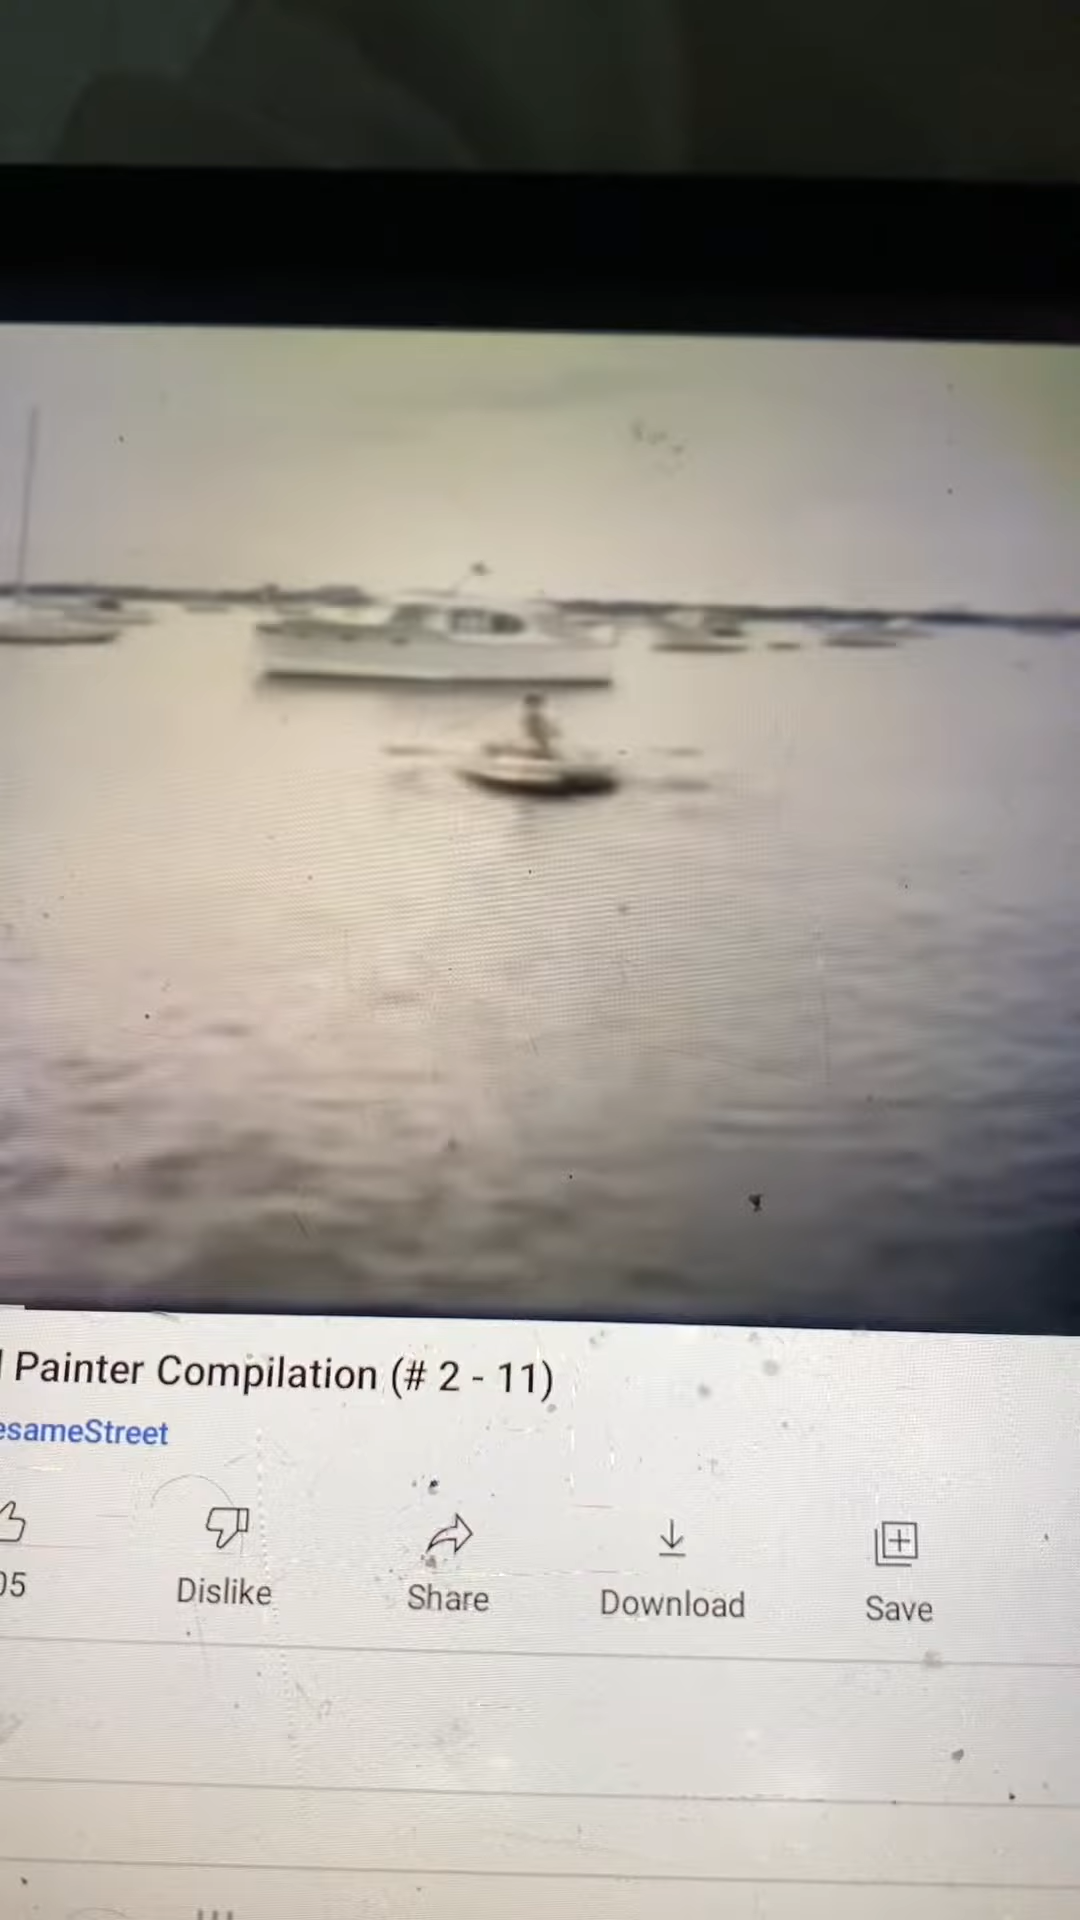 Painter Compilation (# 2 - 11)
esameStreet
05
Dislike
Share
Download
Save